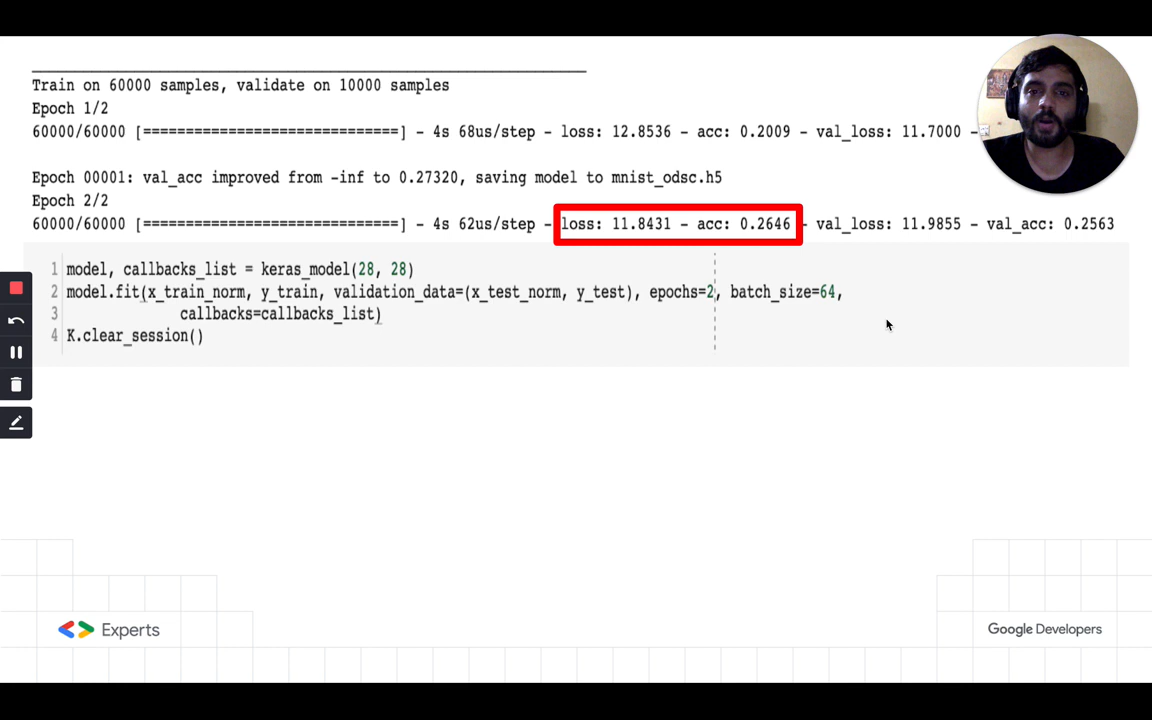 Train on 60000 samples, validate on 10000 samples
Epoch 1/2
60000/60000 [==============================] - 4s 68us/step - loss: 12.8536 - acc: 0.2009 - val_loss: 11.7000 -
Epoch 00001: val_acc improved from -inf to 0.27320, saving model to mnist_odsc.h5
Epoch 2/2
60000/60000 [==============================] - 4s 62us/step - loss: 11.8431 - acc: 0.2646 - val_loss: 11.9855 - val_acc: 0.2563
1 model, callbacks_list = keras_model(28, 28)
2 model.fit(x_train_norm, y_train, validation_data=(x_test_norm, y_test), epochs=2, batch_size=64,
3 callbacks=callbacks_list)
4 K.clear_session()
Experts
Google Developers